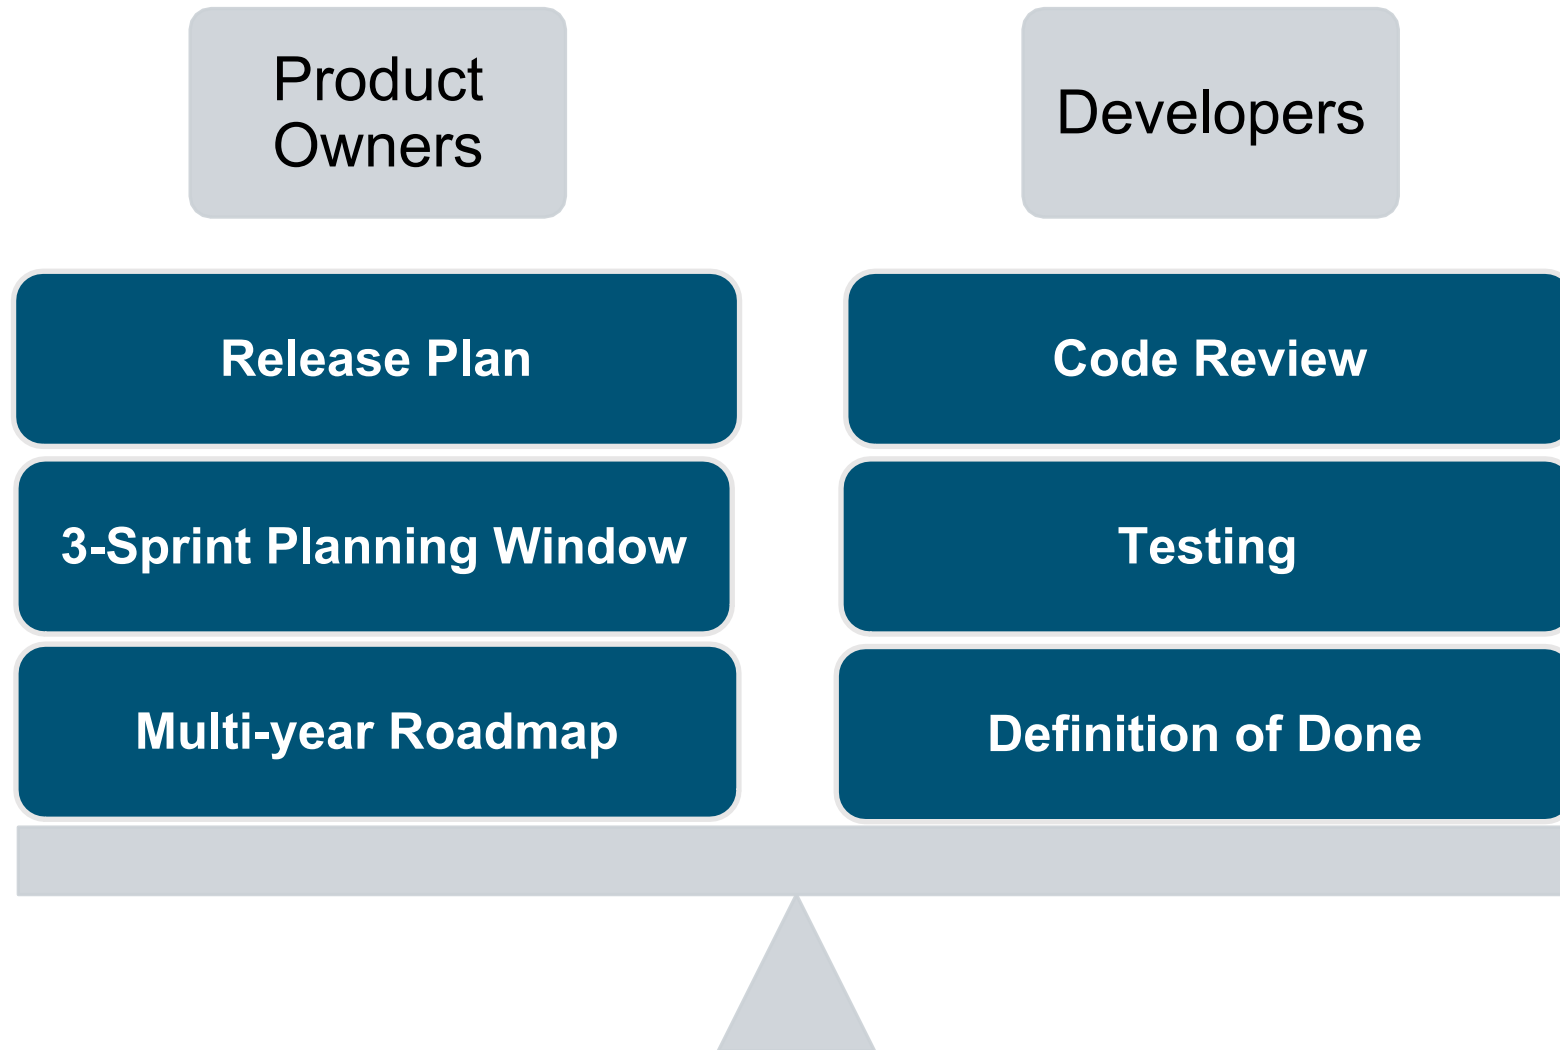 Product
Owners
Developers
Release Plan
Code Review
3-Sprint Planning Window
Testing
Multi-year Roadmap
Definition of Done